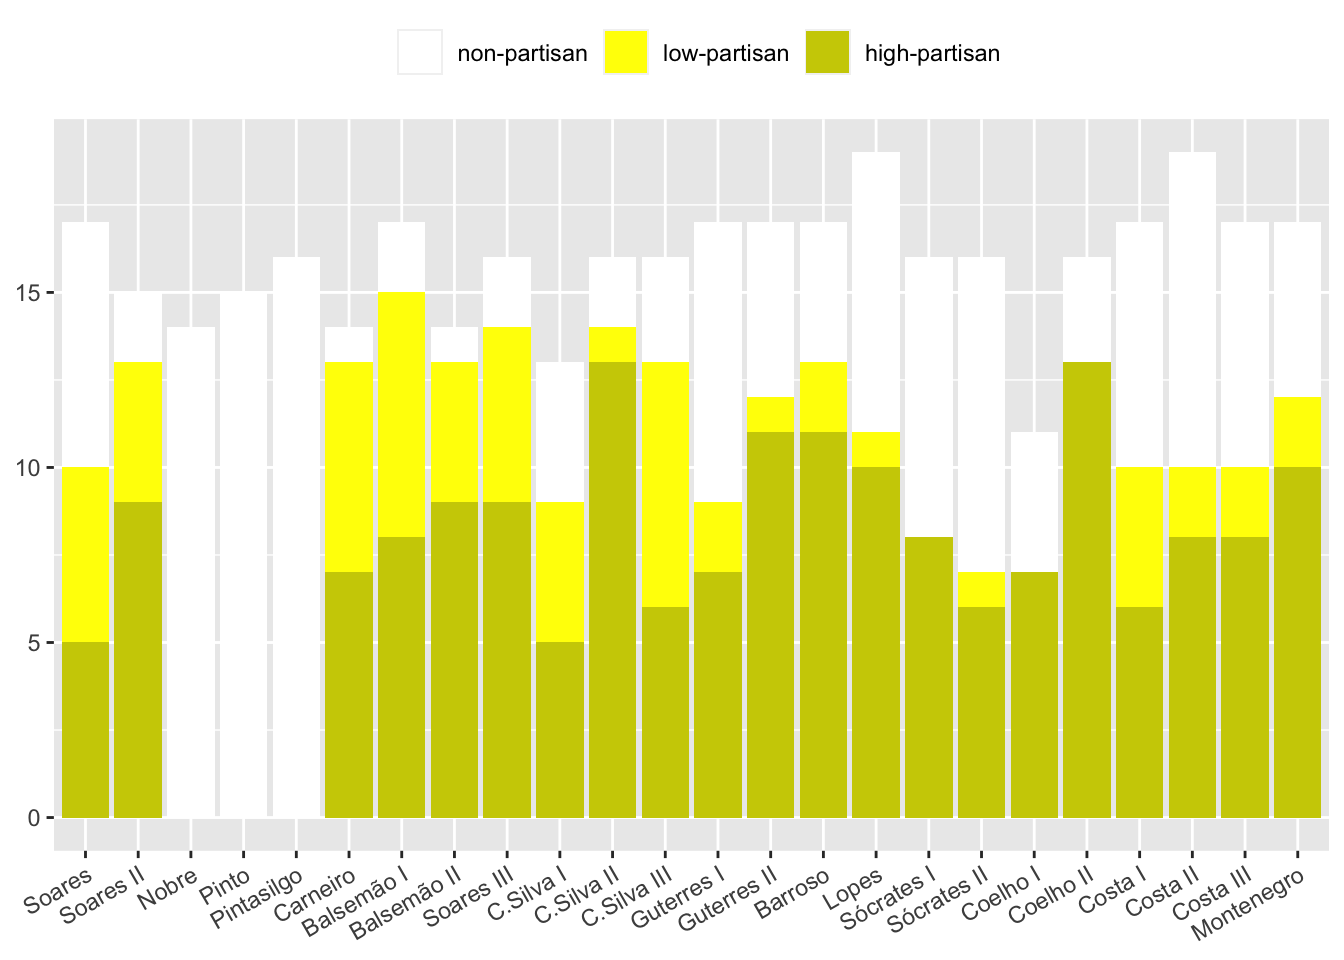 non-partisan low-partisan high-partisan
15
10
5
0
Soares Soares II Nobre Pinto Pintasilgo Carneiro Balsemão I Balsemão II Soares III C.Silva I C.Silva II C.Silva III Guterres I Guterres II Barroso Lopes Sócrates I Sócrates II Coelho I Coelho II Costa I Costa II Costa III Montenegro